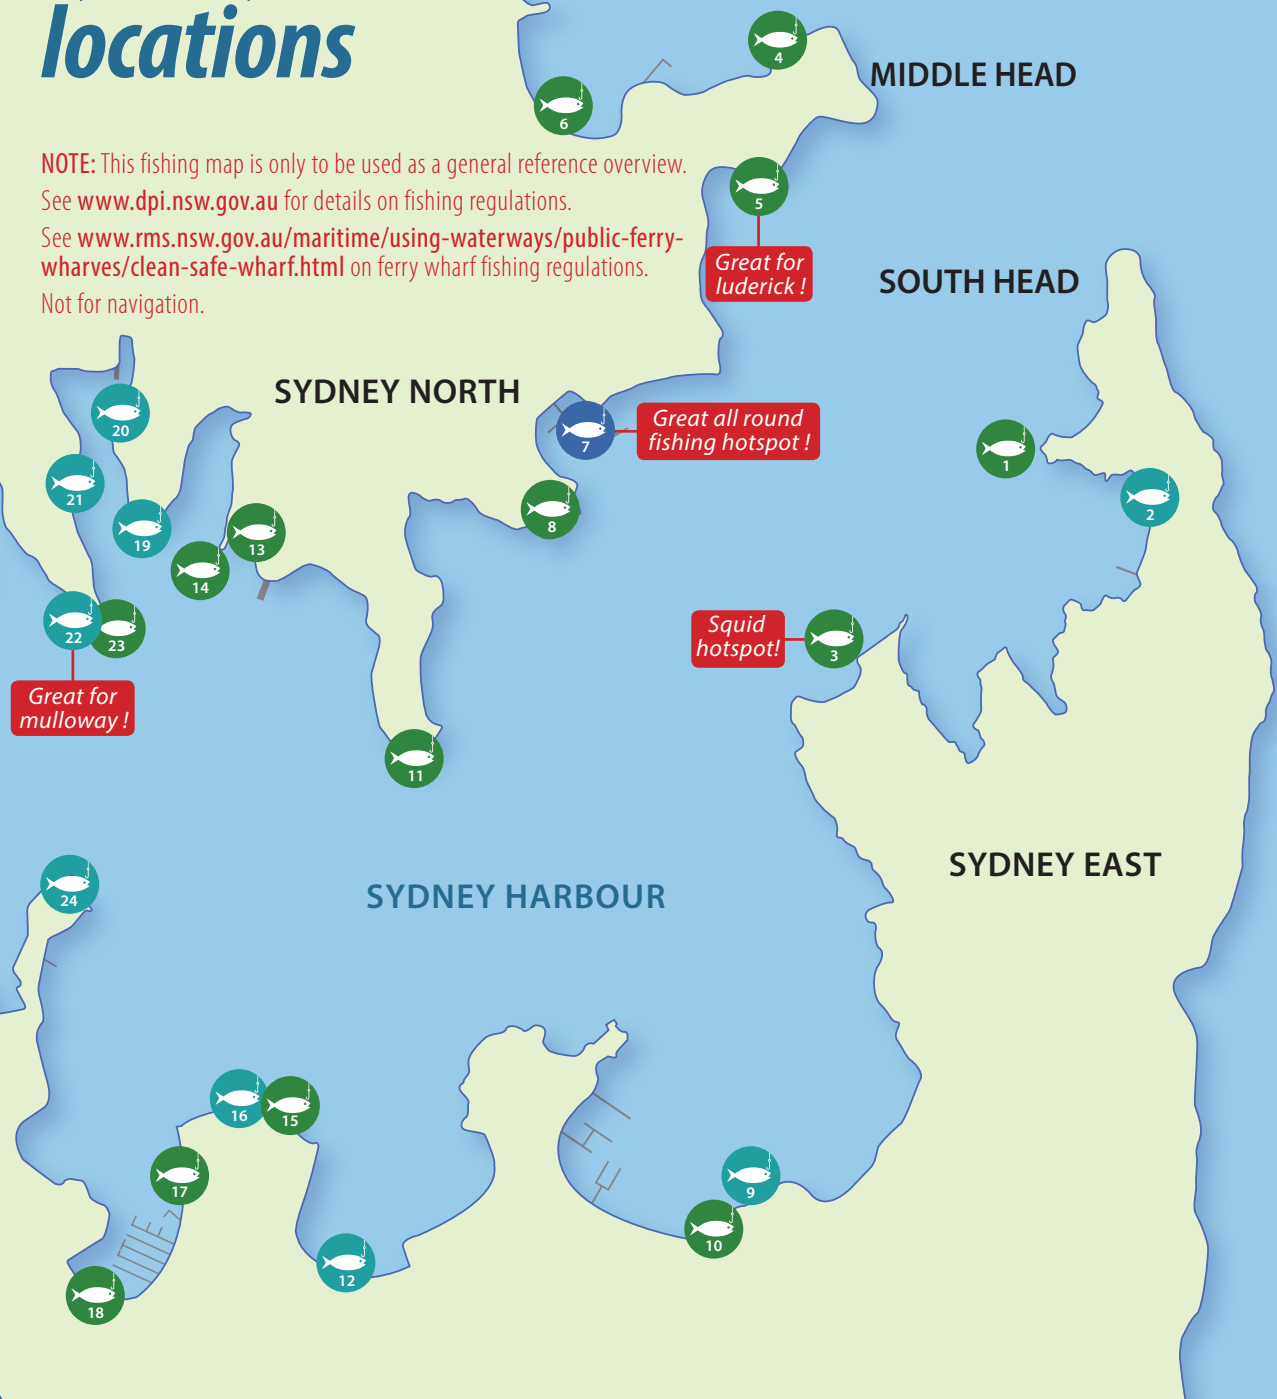 locations
NOTE: This fishing map is only to be used as a general reference overview.
See www.dpi.nsw.gov.au for details on fishing regulations.
See www.rms.nsw.gov.au/maritime/using-waterways/public-ferry-
wharves/clean-safe-wharf.html on ferry wharf fishing regulations.
Not for navigation.
4
MIDDLE HEAD
6
5
Great for
luderick !
SOUTH HEAD
SYDNEY NORTH
20
7
Great all round
fishing hotspot !
1
21
2
8
19
13
14
22
23
Great for
mulloway !
Squid
hotspot!
3
11
SYDNEY EAST
24
SYDNEY HARBOUR
16
15
17
9
10
12
18